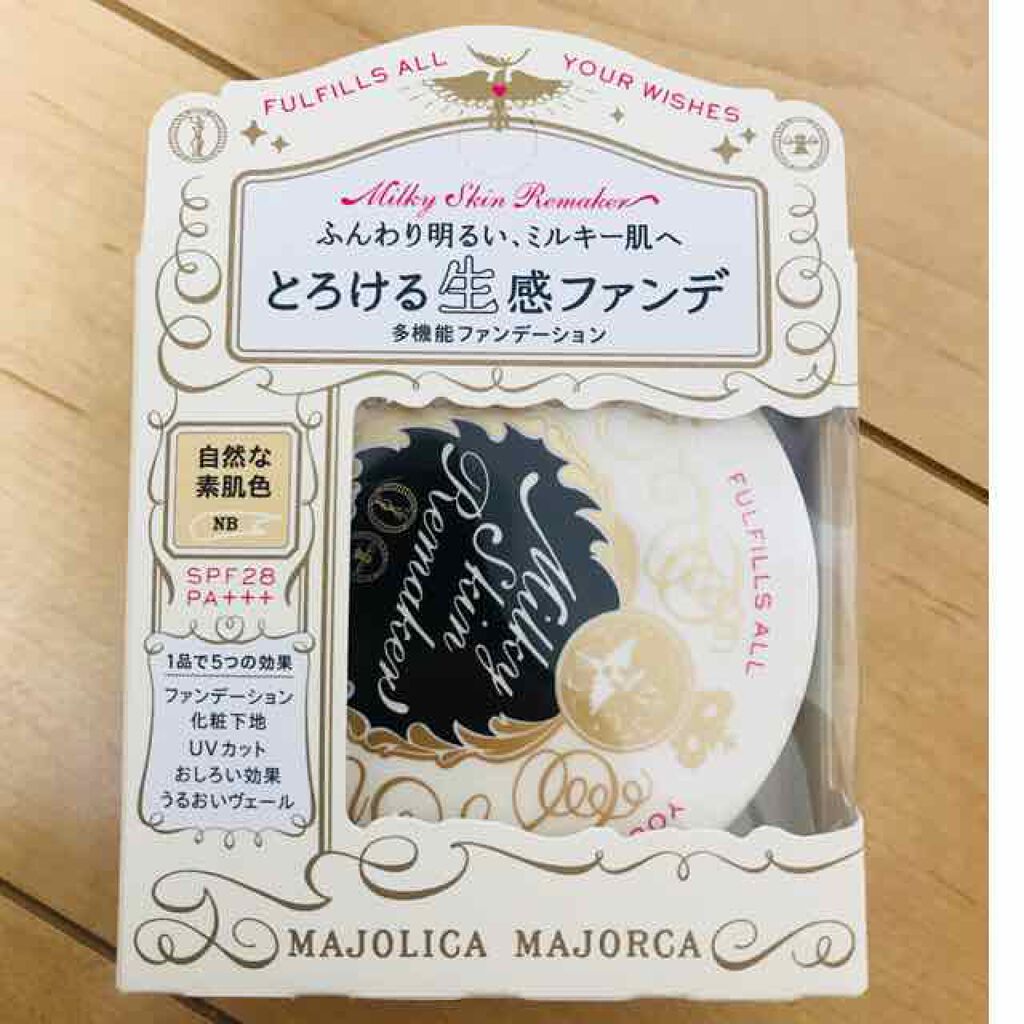 FULFILLS ALL YOUR WISHES
Milky Skin Remaker
ふんわり明るい、ミルキー肌へ
とろける生感ファンデ
多機能ファンデーション
自然な
素肌色
NB
SPF28
PA+++
1品で5つの効果
ファンデーション
化粧下地
UVカット
おしろい効果
うるおいヴェール
Milky
Skin
Remaker
FULFILLS ALL
MAJOLICA MAJORCA